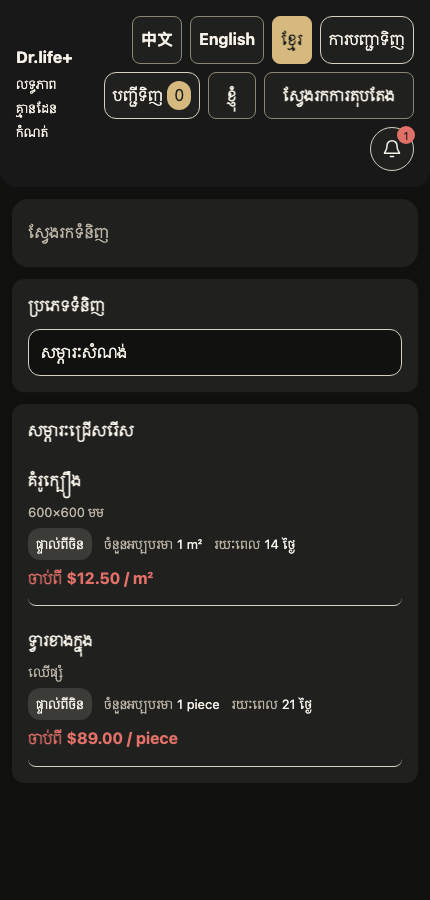 Dr.life+
លទ្ធភាព
គ្មានដែន
កំណត់
中文 English ខ្មែរ ការបញ្ជាទិញ
បញ្ជីទិញ 0 ខ្ញុំ ស្វែងរកការតុបតែង
1
ស្វែងរកទំនិញ
ប្រភេទទំនិញ
សម្ភារៈសំណង់
សម្ភារៈជ្រើសរើស
គំរូក្បឿង
600×600 មម
ផ្ទាល់ពីចិន ចំនួនអប្បបរមា 1 m² រយៈពេល 14 ថ្ងៃ
ចាប់ពី $12.50 / m²
ទ្វារខាងក្នុង
ឈើផ្សំ
ផ្ទាល់ពីចិន ចំនួនអប្បបរមា 1 piece រយៈពេល 21 ថ្ងៃ
ចាប់ពី $89.00 / piece